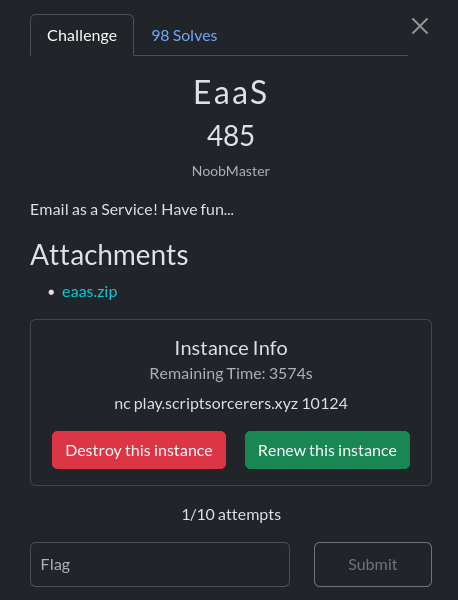 Challenge
98 Solves
EaaS
485
NoobMaster
Email as a Service! Have fun...
Attachments
• eaas.zip
Instance Info
Remaining Time: 3574s
nc play.scriptsorcerers.xyz 10124
Destroy this instance
Renew this instance
1/10 attempts
Flag
Submit